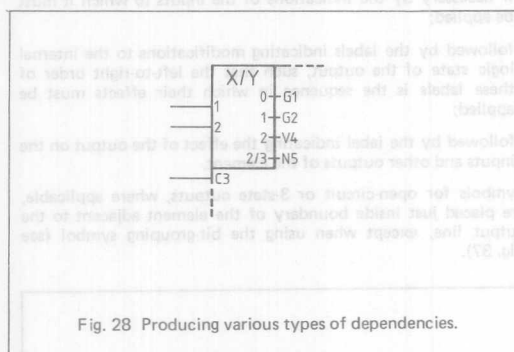 be applied;
followed by the labels indicating modifications to the internal
logic state of the output, such the left-to-right order of
these labels is the sequence in which their effects must be
applied;
X/Y
0 G1
1 1 G2
2 2 V4
2/3 N5
C3
followed by the label indicating the effect of the output on the
inputs and other outputs of the element.
ymbols for open-circuit or 3-state outputs, where applicable,
re placed just inside boundary of the element adjacent to the
utput line, except when using the bit-grouping symbol (see
ig. 37).
Fig. 28 Producing various types of dependencies.